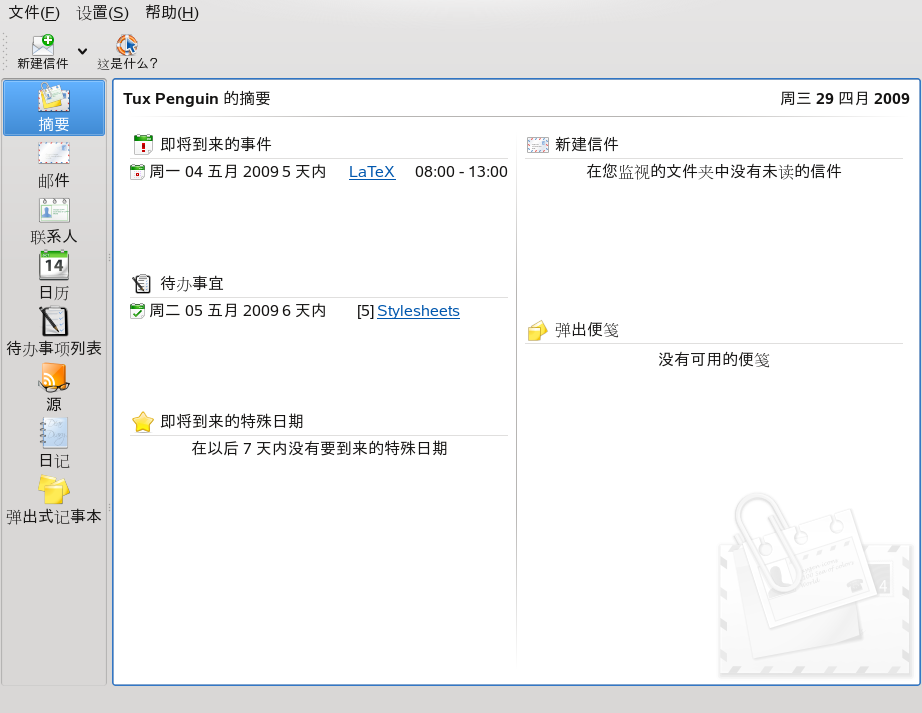 文件(F) 设置(S) 帮助(H)
新建信件 这是什么?
摘要
邮件
联系人
14
日历
待办事项列表
源
日记
弹出式记事本
Tux Penguin 的摘要 周三 29 四月 2009
即将到来的事件
周一 04 五月 2009 5 天内 LaTeX 08:00 - 13:00
待办事宜
周二 05 五月 2009 6 天内 [5] Stylesheets
即将到来的特殊日期
在以后 7 天内没有要到来的特殊日期
新建信件
在您监视的文件夹中没有未读的信件
弹出便笺
没有可用的便笺
4